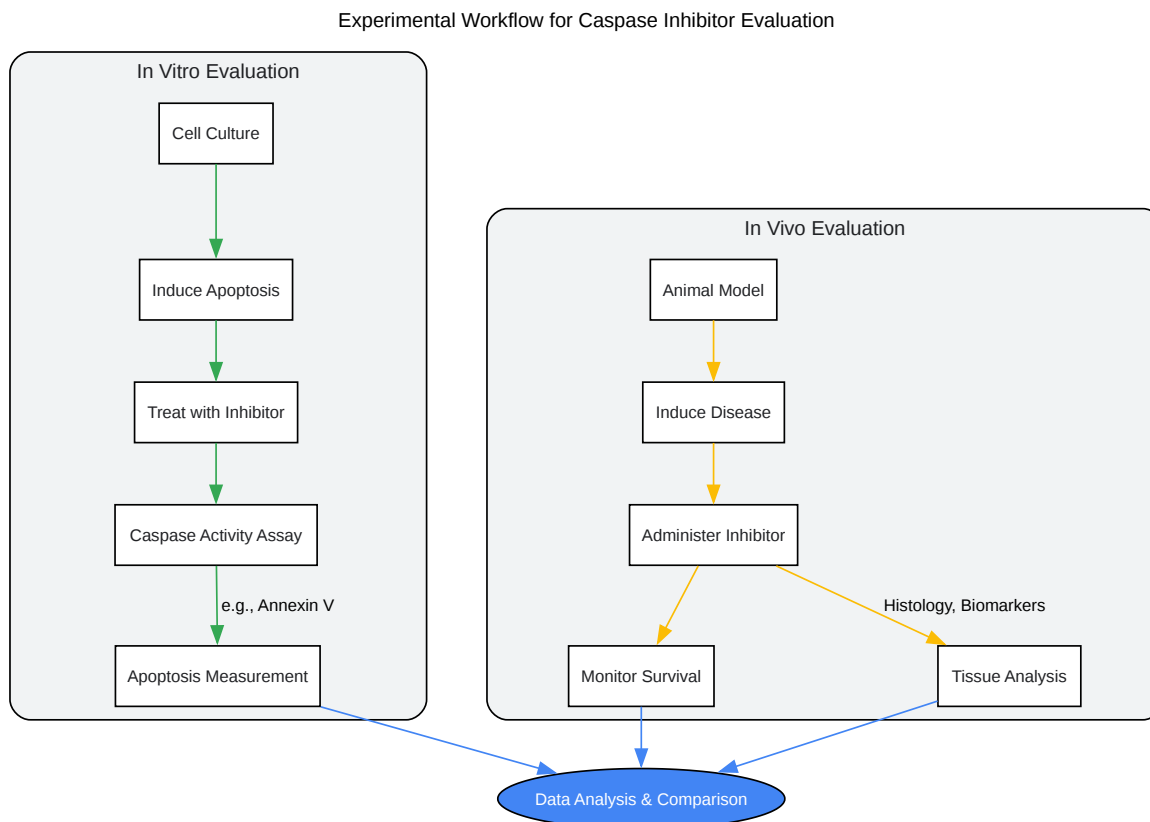 Experimental Workflow for Caspase Inhibitor Evaluation
In Vitro Evaluation
Cell Culture
Induce Apoptosis
Treat with Inhibitor
Caspase Activity Assay
e.g., Annexin V
Apoptosis Measurement
In Vivo Evaluation
Animal Model
Induce Disease
Administer Inhibitor
Histology, Biomarkers
Monitor Survival
Tissue Analysis
Data Analysis & Comparison